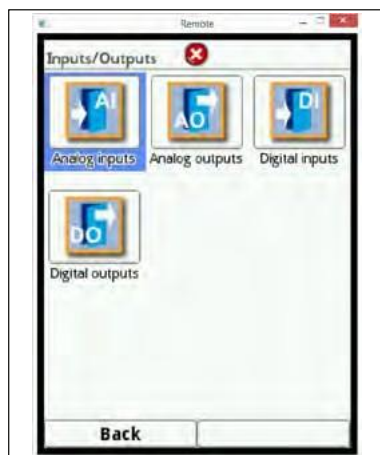 Remote
Inputs/Outputs
AI
AO
DI
Analog inputs
Analog outputs
Digital inputs
DO
Digital outputs
Back